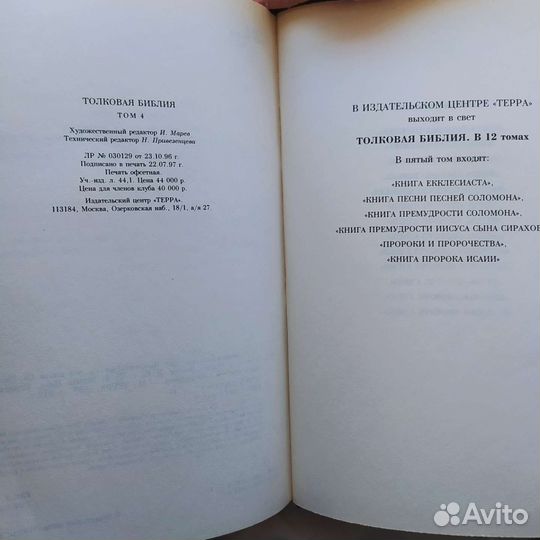 ТОЛКОВАЯ БИБЛИЯ
ТОМ 4
Художественный редактор И. Марев
Технический редактор Н. Привезенцева
ЛР № 030129 от 23.10.96 г.
Подписано в печать 22.07.97 г.
Печать офсетная.
Уч.-изд. л. 44,1. Цена 44 000 р.
Цена для членов клуба 40 000 р.
Издательский центр «ТЕРРА».
113184, Москва, Озерковская наб., 18/1, а/я 27.
В ИЗДАТЕЛЬСКОМ ЦЕНТРЕ «ТЕРРА»
выходит в свет
ТОЛКОВАЯ БИБЛИЯ. В 12 томах
В пятый том входят:
«КНИГА ЕККЛЕСИАСТА»,
«КНИГА ПЕСНИ ПЕСНЕЙ СОЛОМОНА»,
«КНИГА ПРЕМУДРОСТИ СОЛОМОНА»,
«КНИГА ПРЕМУДРОСТИ ИИСУСА СЫНА СИРАХОВ
«ПРОРОКИ И ПРОРОЧЕСТВА»,
«КНИГА ПРОРОКА ИСАИИ»
Avito